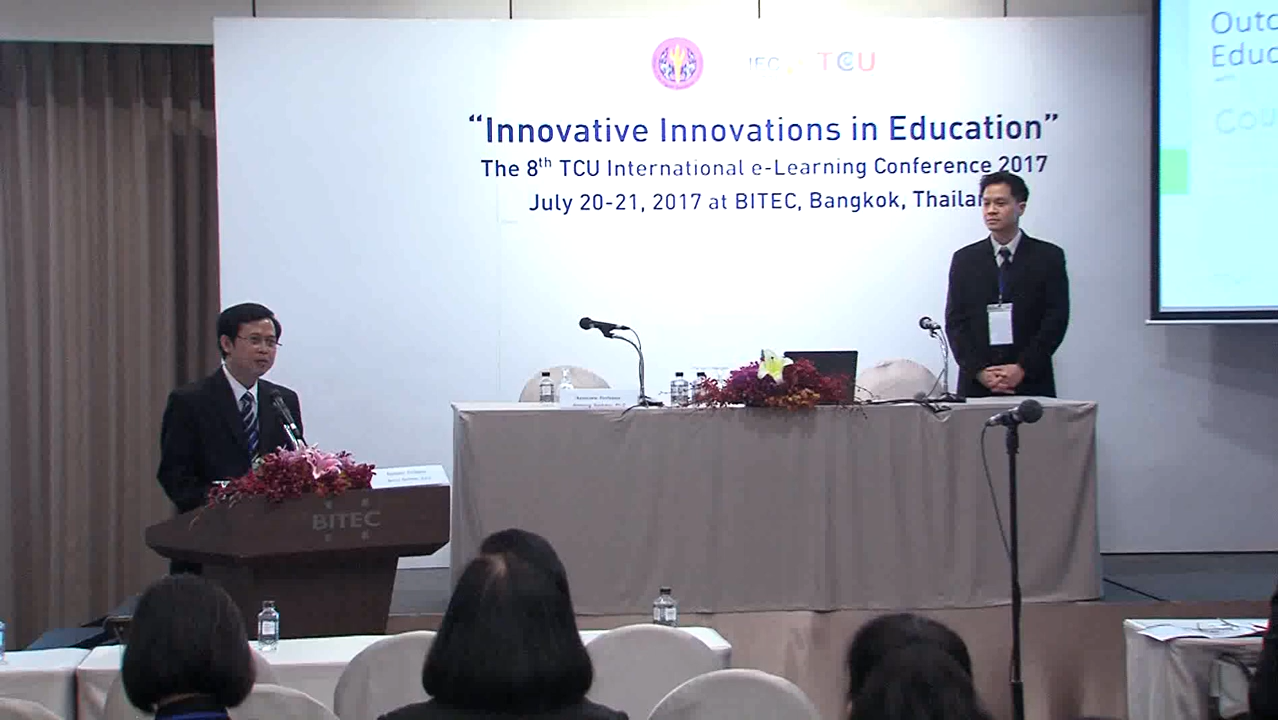 TCU
“Innovative Innovations in Education”
The 8th TCU International e-Learning Conference 2017
July 20-21, 2017 at BITEC, Bangkok, Thailan
Outc
Educ
Cou
BITEC